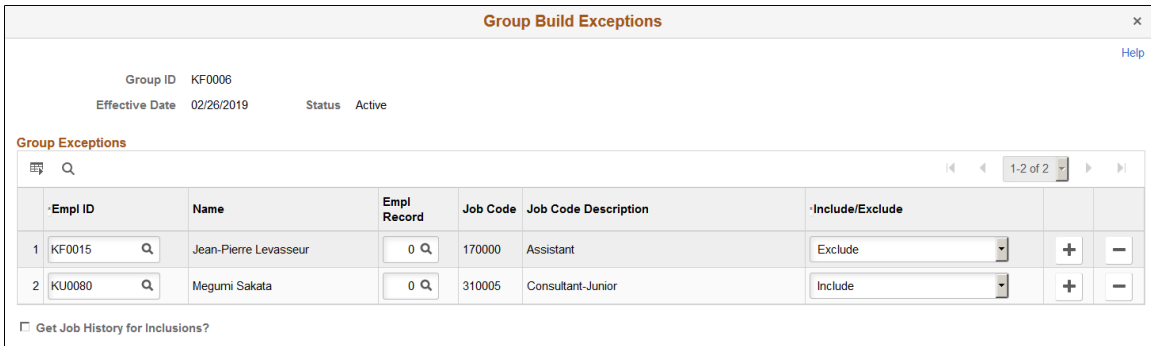 Group Build Exceptions ×
Help
Group ID KF0006
Effective Date 02/26/2019 Status Active
Group Exceptions
1-2 of 2
*Empl ID Name Empl Record Job Code Job Code Description *Include/Exclude
1 KF0015 Jean-Pierre Levasseur 0 170000 Assistant Exclude + −
2 KU0080 Megumi Sakata 0 310005 Consultant-Junior Include + −
Get Job History for Inclusions?